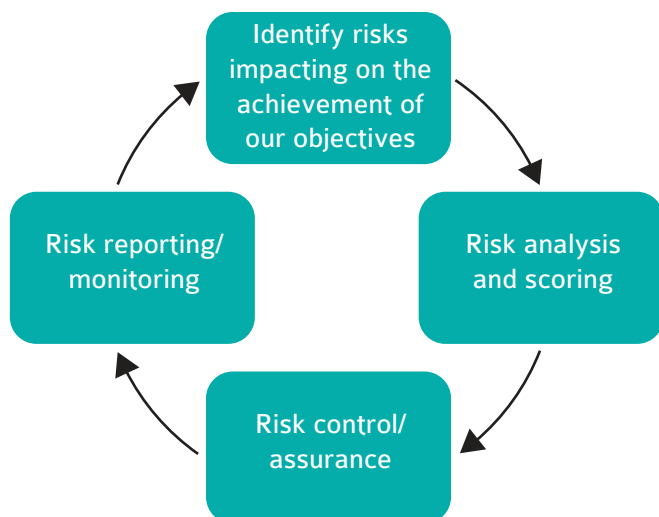 Identify risks
impacting on the
achievement of
our objectives
Risk analysis
and scoring
Risk control/
assurance
Risk reporting/
monitoring